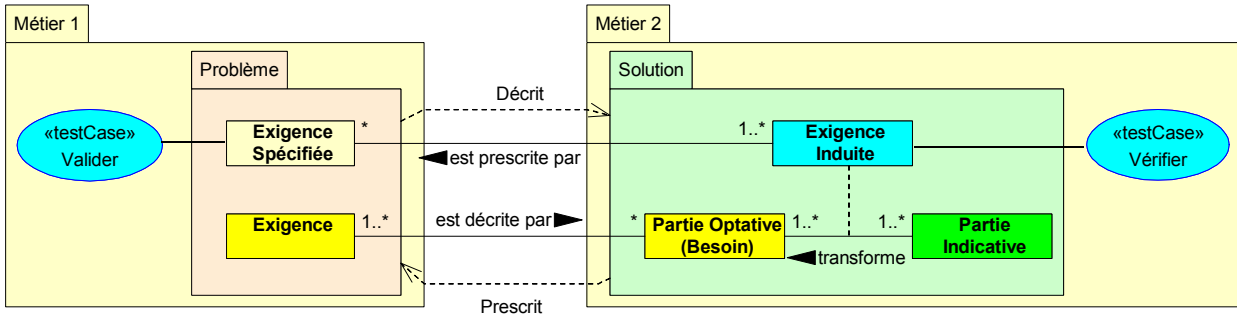 Métier 1
Métier 2
Problème
Solution
Décrit
«testCase»
Valider
Exigence
Spécifiée
*
1..*
Exigence
Induite
«testCase»
Vérifier
est prescrite par
Exigence
1..*
est décrite par
*
Partie Optative
(Besoin)
1..*
1..*
Partie
Indicative
transforme
Prescrit